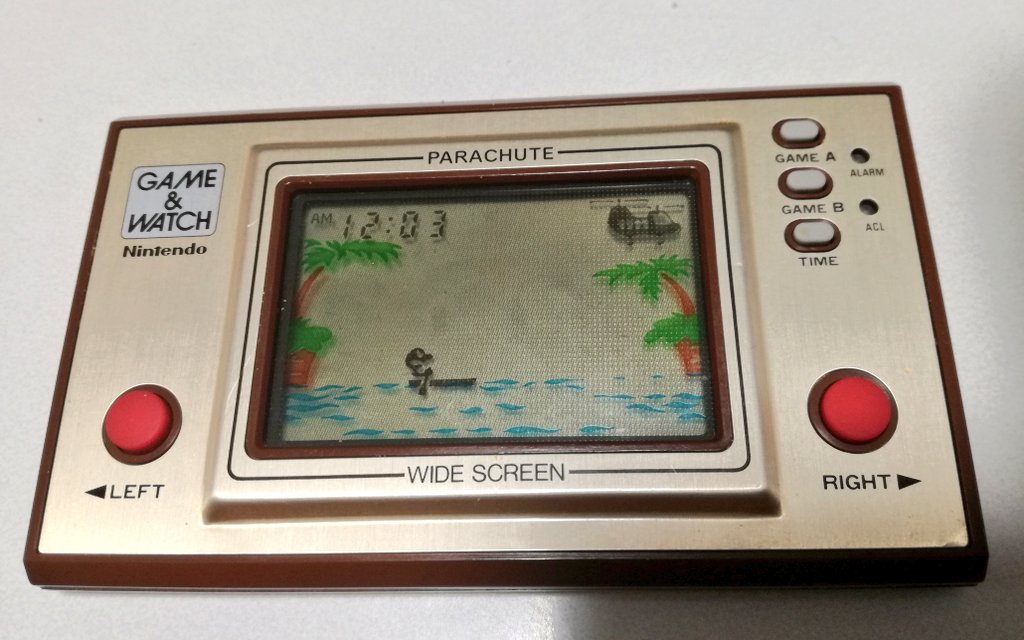 PARACHUTE
GAME
&
WATCH
Nintendo
AM 12:03
GAME A
ALARM
GAME B
ACL
TIME
◀LEFT
WIDE SCREEN
RIGHT▶